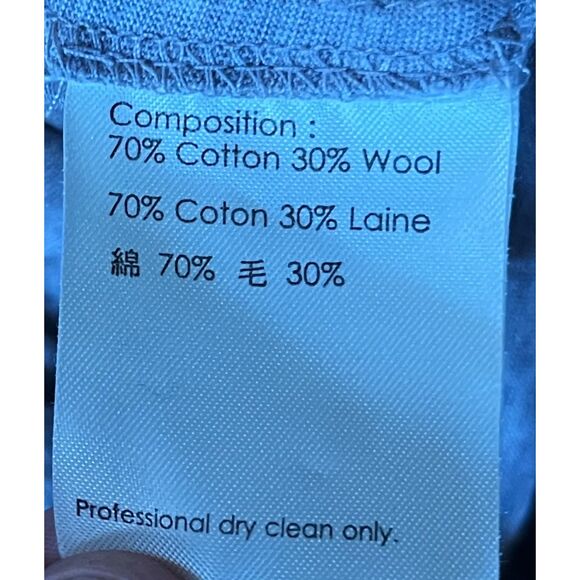 Composition :
70% Cotton 30% Wool
70% Coton 30% Laine
綿 70% 毛 30%
Professional dry clean only.